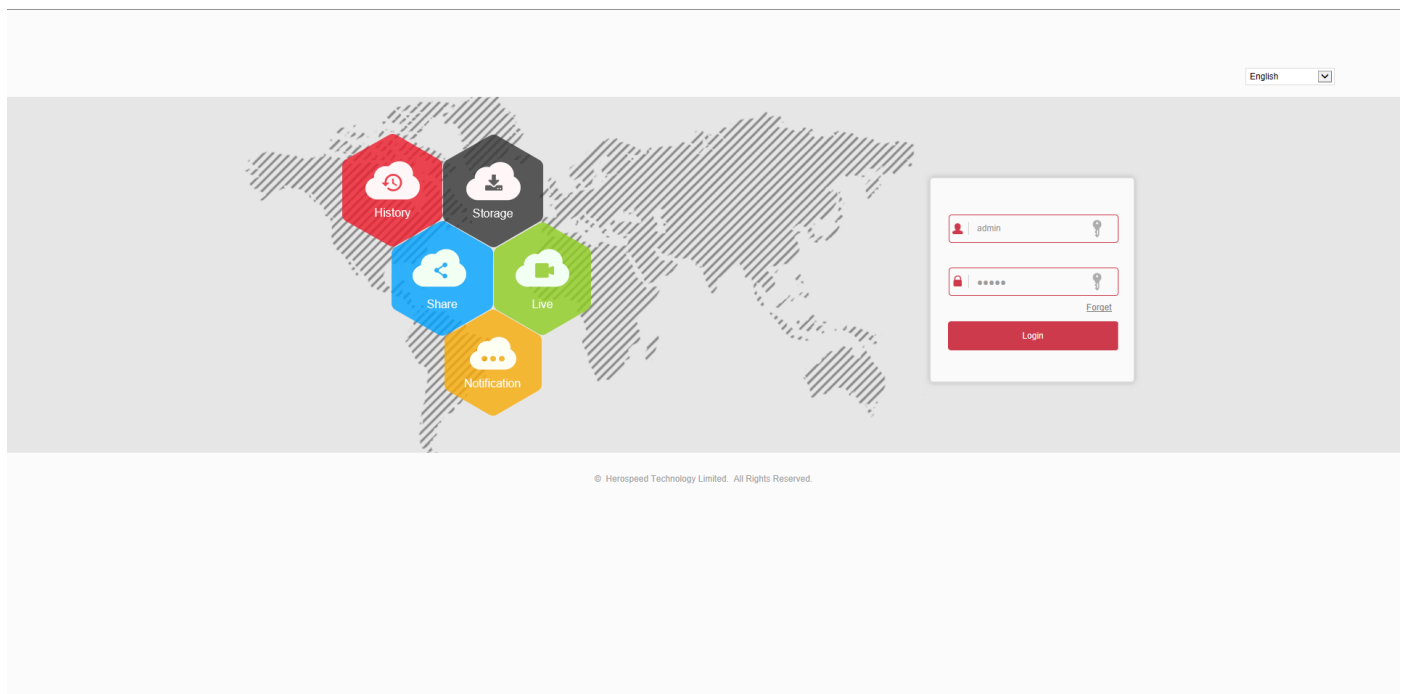 English
History
Storage
Share
Live
Notification
admin
●●●●●
Forget
Login
© Herospeed Technology Limited. All Rights Reserved.